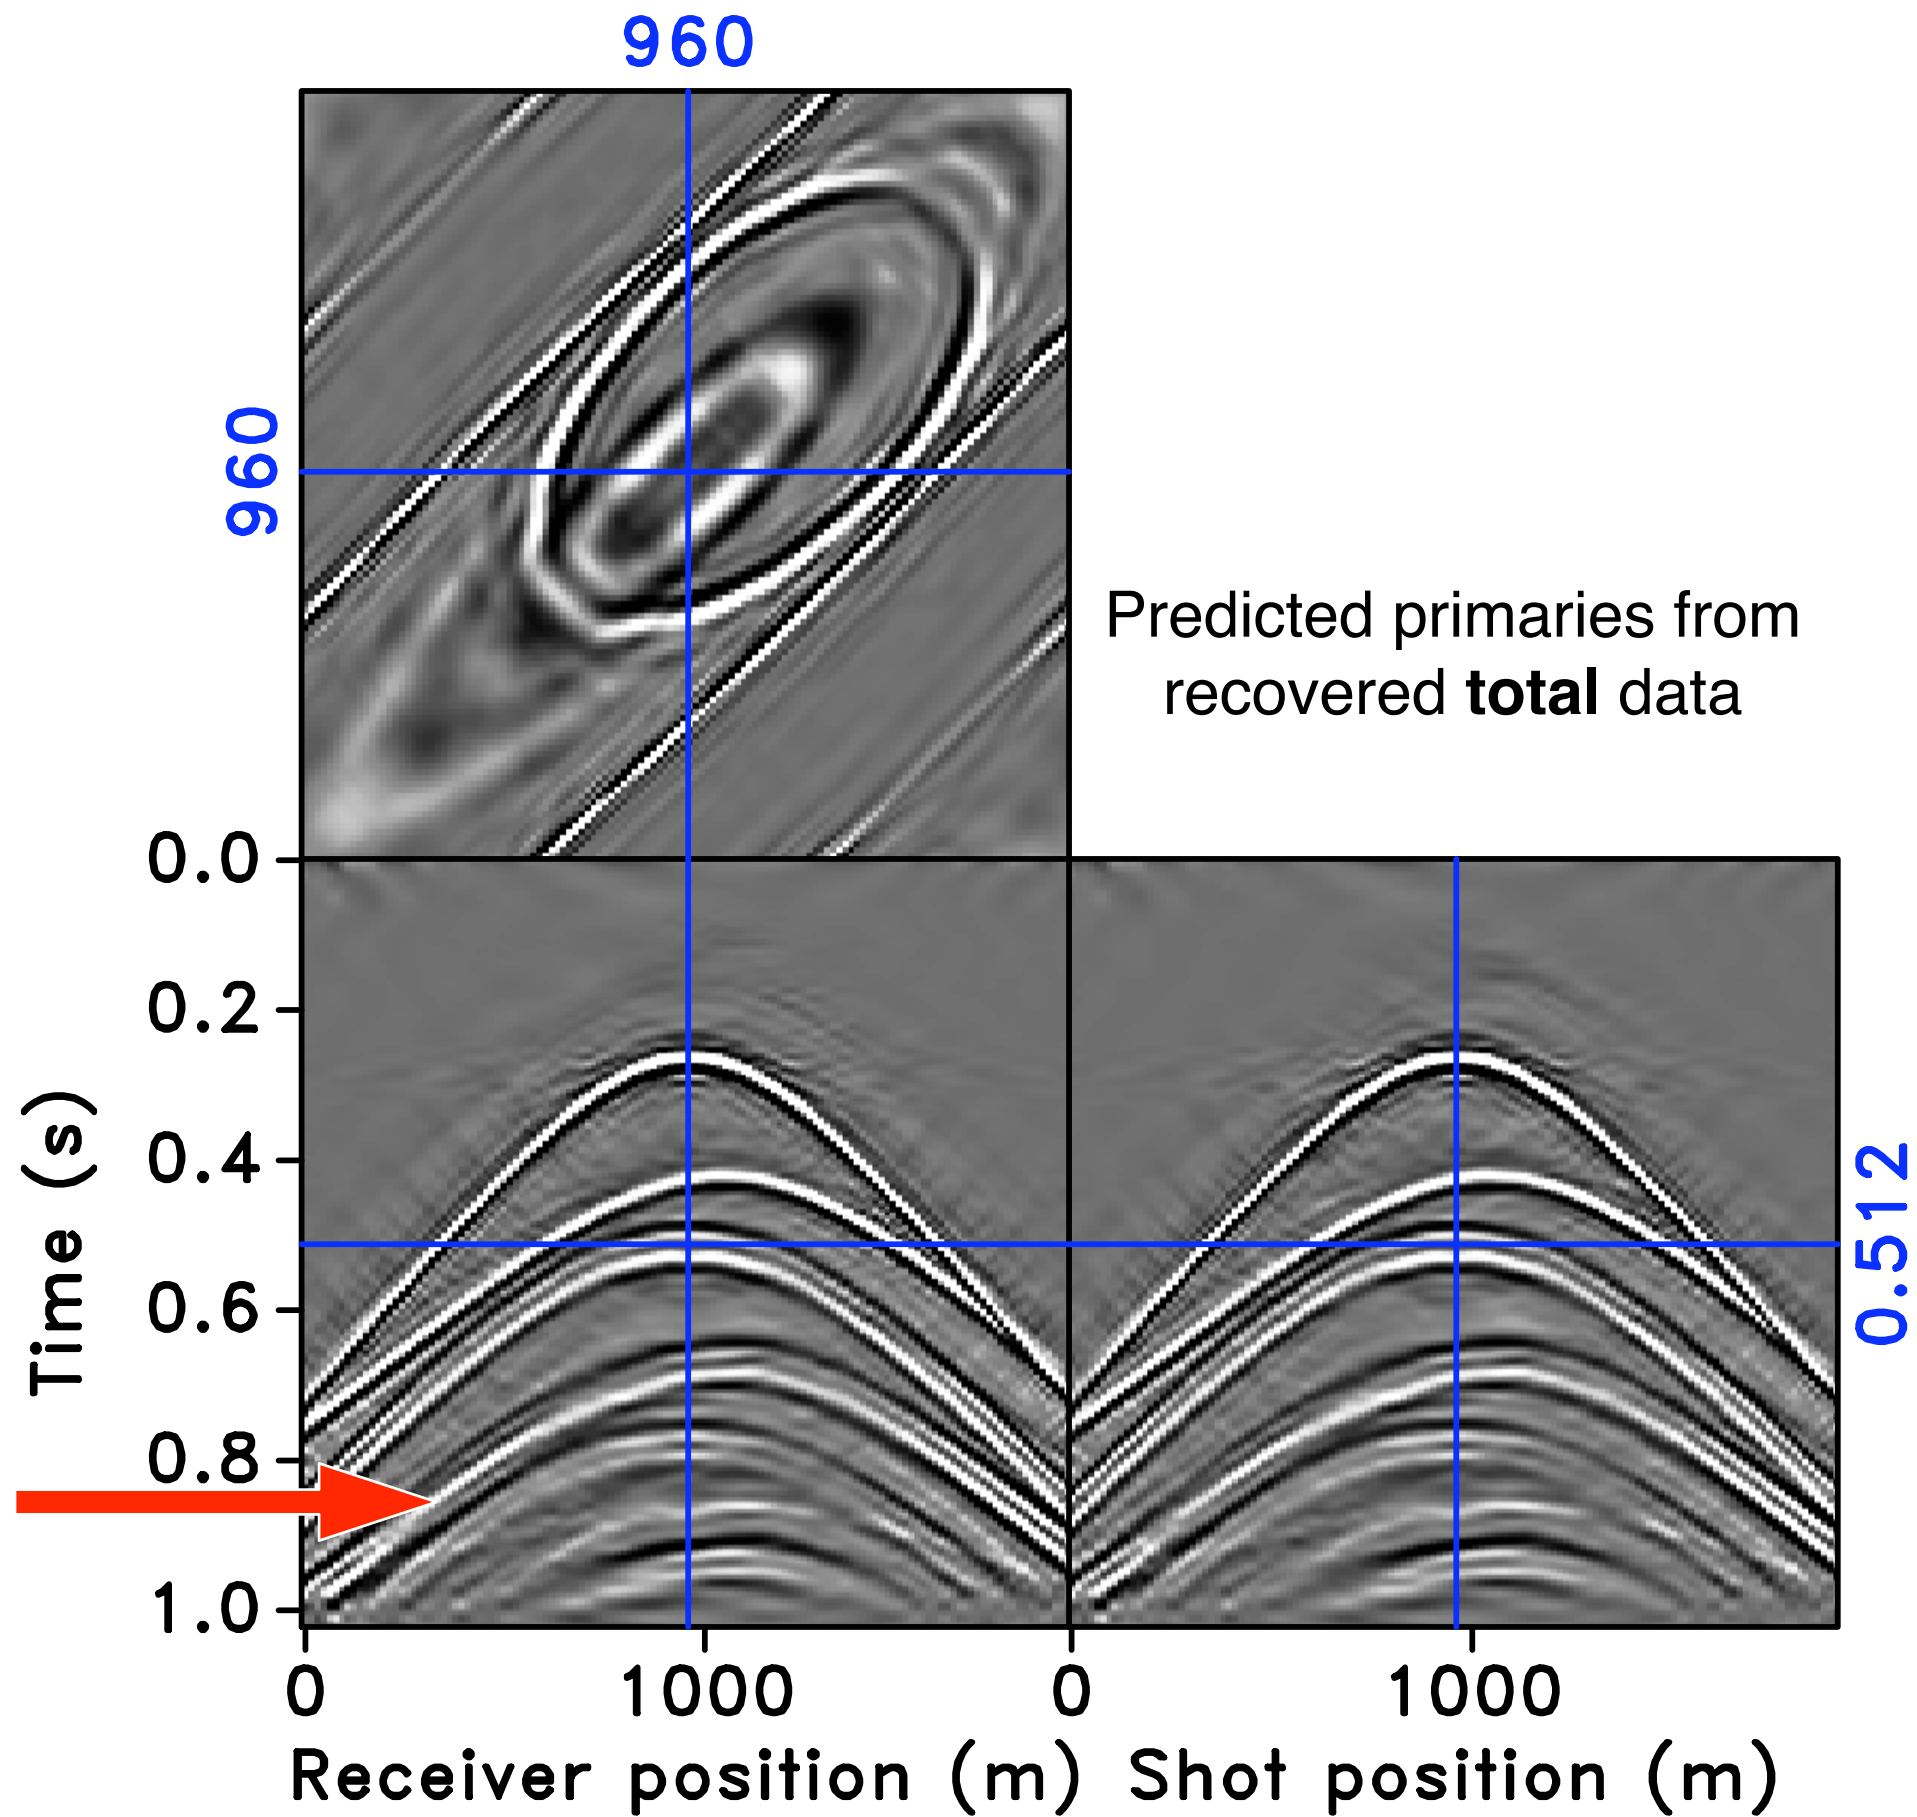 960
960
Predicted primaries from
recovered total data
0.0
0.2
0.4
0.6
0.8
1.0
Time (s)
0.512
0
1000
0
1000
Receiver position (m)
Shot position (m)